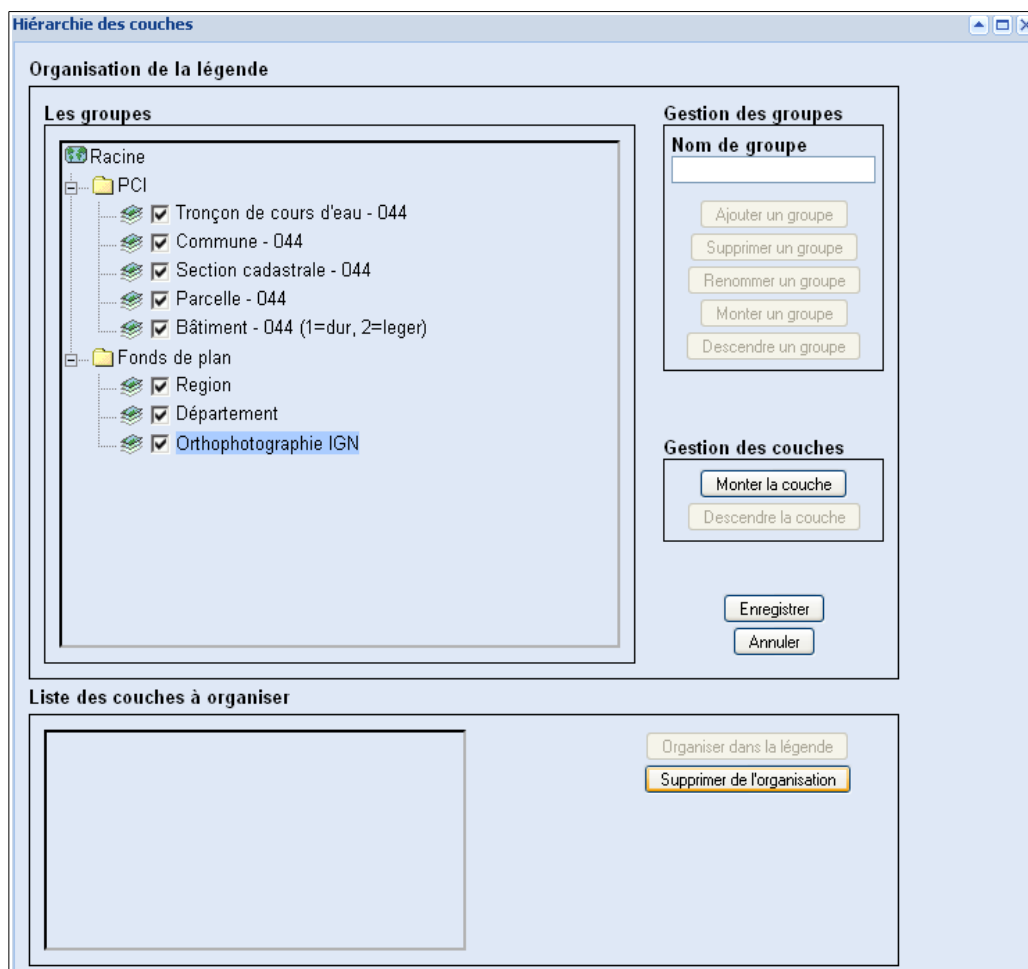 Hiérarchie des couches
Organisation de la légende
Les groupes
Racine
PCI
Tronçon de cours d'eau - 044
Commune - 044
Section cadastrale - 044
Parcelle - 044
Bâtiment - 044 (1=dur, 2=leger)
Fonds de plan
Region
Département
Orthophotographie IGN
Gestion des groupes
Nom de groupe
Ajouter un groupe
Supprimer un groupe
Renommer un groupe
Monter un groupe
Descendre un groupe
Gestion des couches
Monter la couche
Descendre la couche
Enregistrer
Annuler
Liste des couches à organiser
Organiser dans la légende
Supprimer de l'organisation